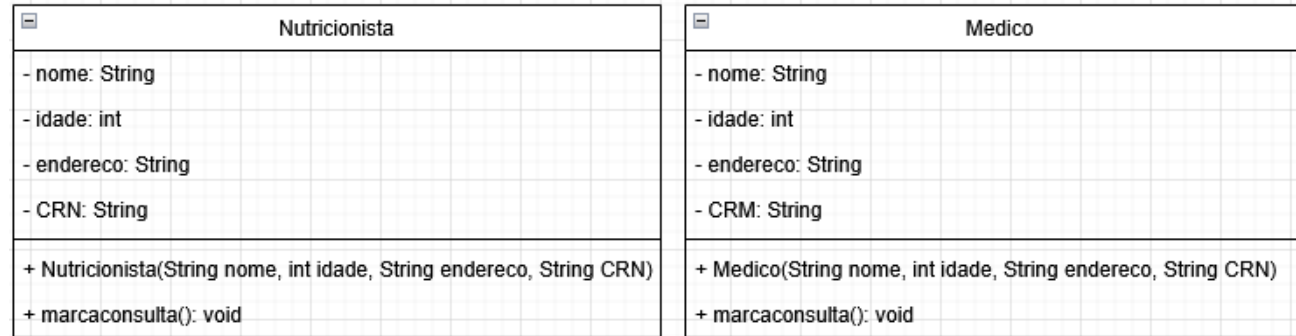 Nutricionista
- nome: String
- idade: int
- endereco: String
- CRN: String
+ Nutricionista(String nome, int idade, String endereco, String CRN)
+ marcaconsulta(): void
Medico
- nome: String
- idade: int
- endereco: String
- CRM: String
+ Medico(String nome, int idade, String endereco, String CRN)
+ marcaconsulta(): void